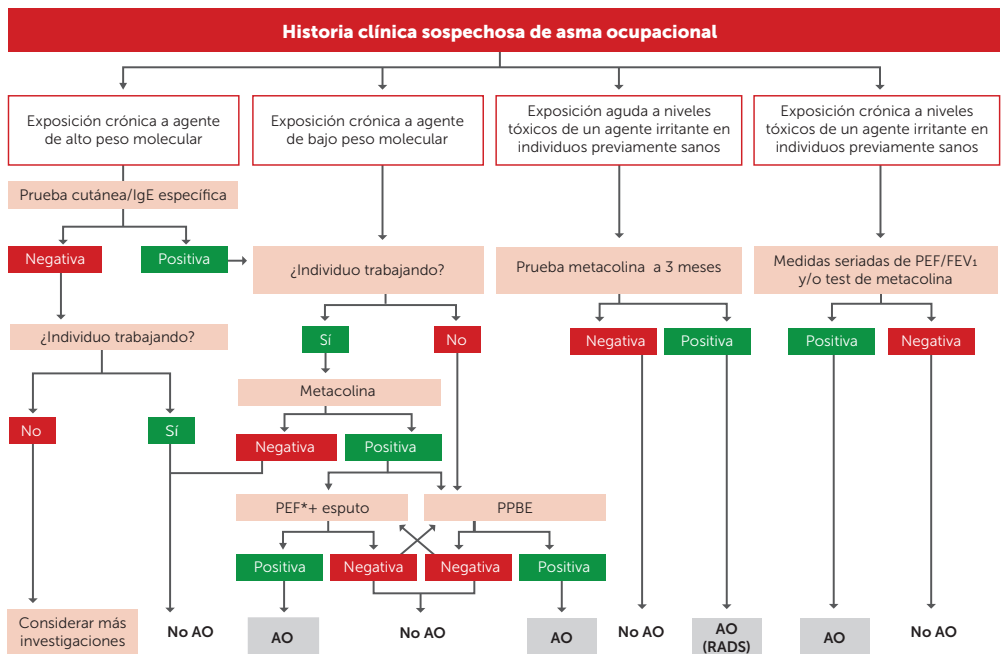 Historia clínica sospechosa de asma ocupacional
Exposición crónica a agente
de alto peso molecular
Exposición crónica a agente
de bajo peso molecular
Exposición aguda a niveles
tóxicos de un agente irritante en
individuos previamente sanos
Exposición crónica a niveles
tóxicos de un agente irritante en
individuos previamente sanos
Prueba cutánea/IgE específica
Negativa
Positiva
¿Individuo trabajando?
Prueba metacolina a 3 meses
Medidas seriadas de PEF/FEV₁
y/o test de metacolina
¿Individuo trabajando?
Sí
No
Negativa
Positiva
Positiva
Negativa
Metacolina
No
Sí
Negativa
Positiva
PEF*+ esputo
PPBE
Positiva
Negativa
Negativa
Positiva
Considerar más
investigaciones
No AO
AO
No AO
AO
No AO
AO
(RADS)
AO
No AO